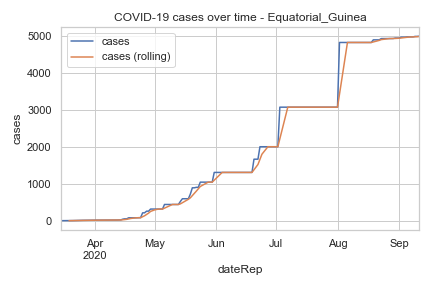 COVID-19 cases over time - Equatorial_Guinea
cases
cases (rolling)
5000
4000
3000
2000
1000
0
cases
Apr
2020
May
Jun
Jul
Aug
Sep
dateRep